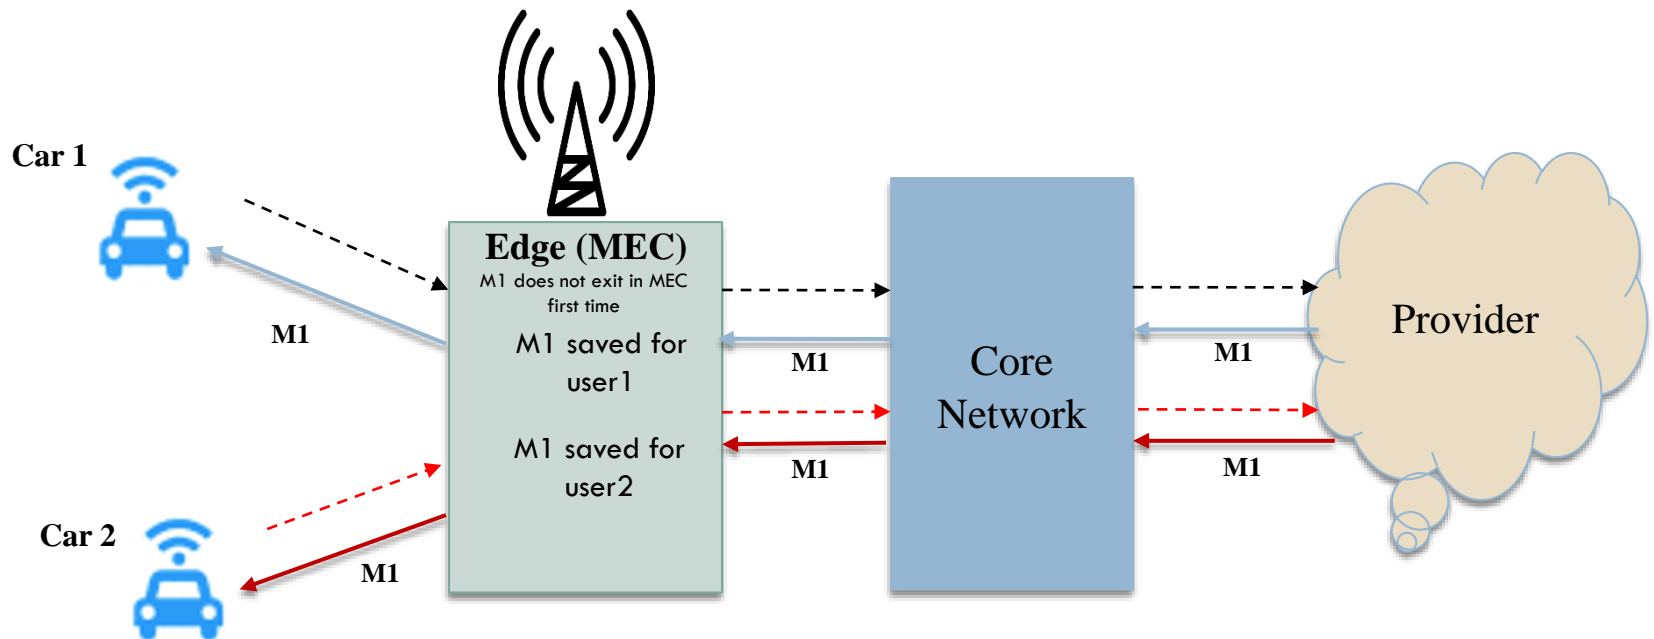 Car 1
Edge (MEC)
M1 does not exit in MEC
first time
M1
M1 saved for
user1
M1
Core
Network
M1
Provider
M1 saved for
user2
M1
M1
Car 2
M1